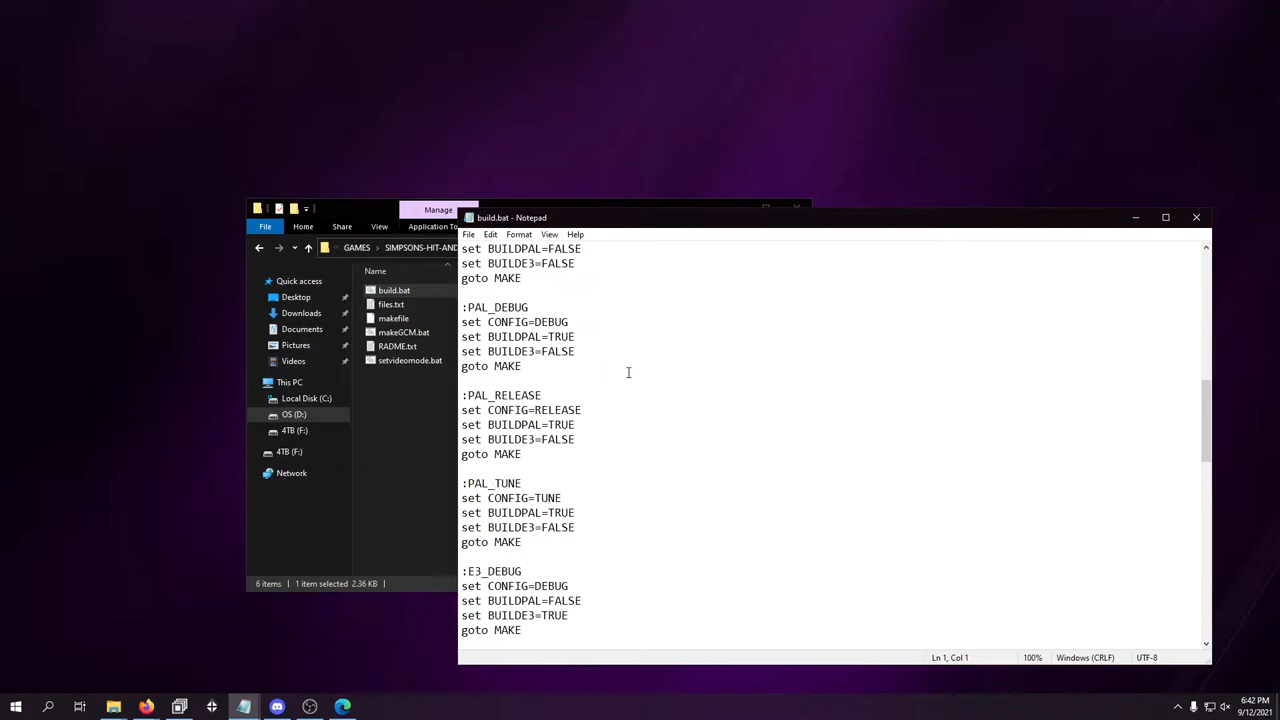 Manage
File
Home
Share
View
Application To
GAMES
SIMPSONS-HIT-AND
Quick access
Desktop
Downloads
Documents
Pictures
Videos
This PC
Local Disk (C:)
OS (D:)
4TB (F:)
4TB (F:)
Network
Name
build.bat
files.txt
makefile
makeGCM.bat
RADME.txt
setvideomode.bat
6 items
1 item selected 2.36 KB
build.bat - Notepad
File Edit Format View Help
set BUILDPAL=FALSE
set BUILDE3=FALSE
goto MAKE
:PAL_DEBUG
set CONFIG=DEBUG
set BUILDPAL=TRUE
set BUILDE3=FALSE
goto MAKE
:PAL_RELEASE
set CONFIG=RELEASE
set BUILDPAL=TRUE
set BUILDE3=FALSE
goto MAKE
:PAL_TUNE
set CONFIG=TUNE
set BUILDPAL=TRUE
set BUILDE3=FALSE
goto MAKE
:E3_DEBUG
set CONFIG=DEBUG
set BUILDPAL=FALSE
set BUILDE3=TRUE
goto MAKE
Ln 1, Col 1
100%
Windows (CRLF)
UTF-8
6:42 PM
9/12/2021